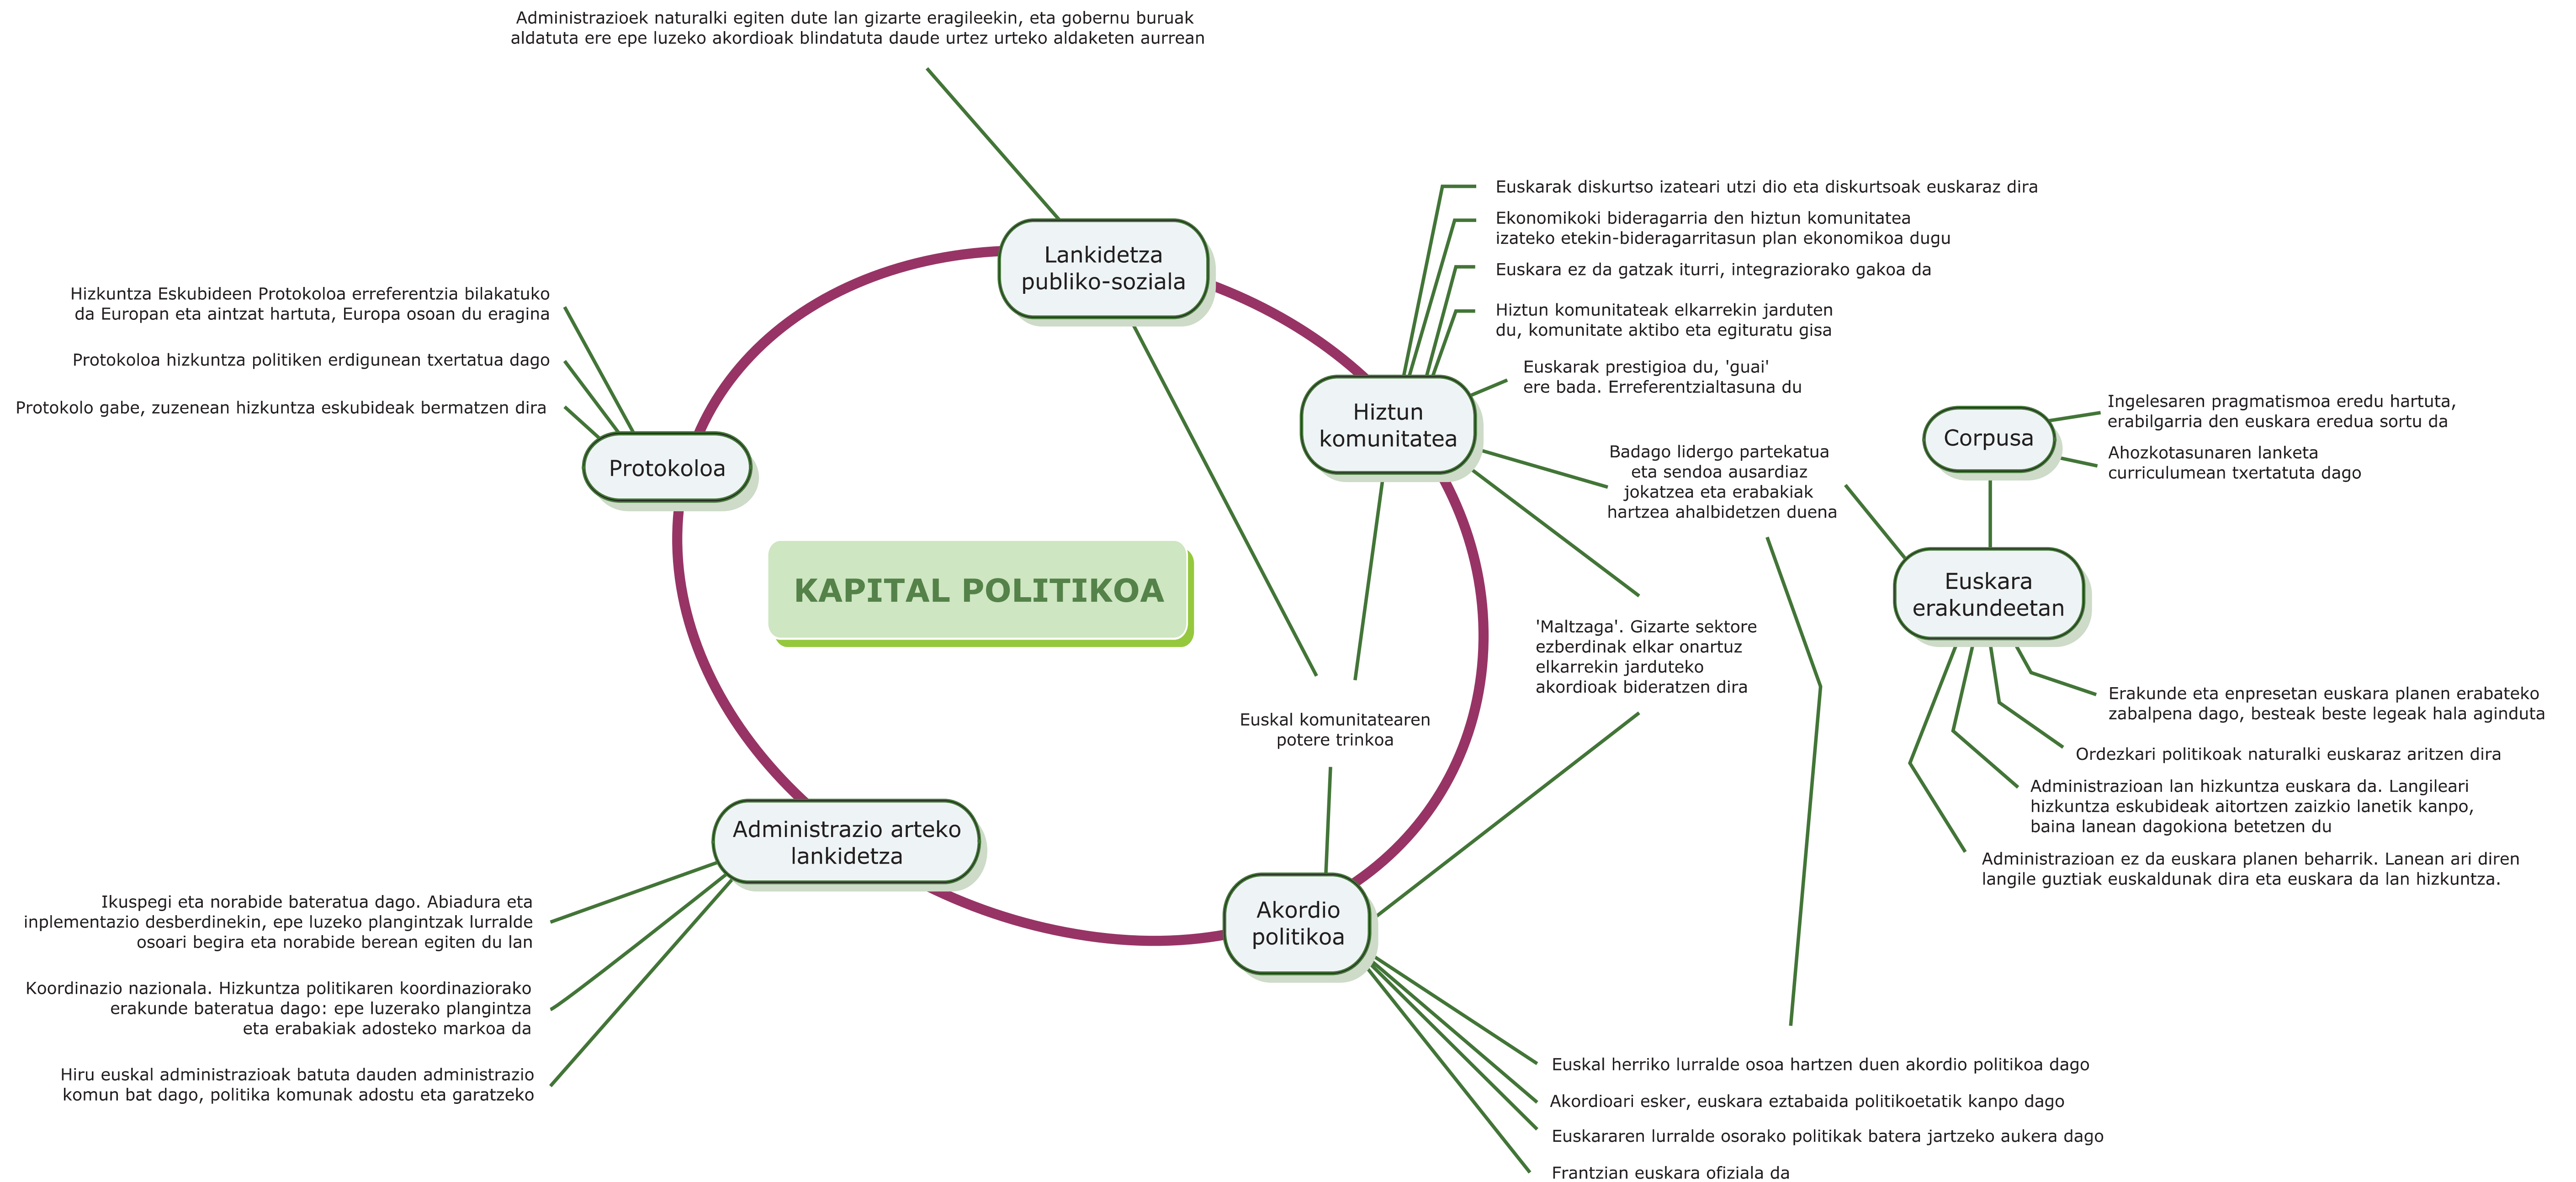 Administrazioek naturalki egiten dute lan gizarte eragileekin, eta gobernu buruak
aldatuta ere epe luzeko akordioak blindatuta daude urtez urteko aldaketen aurrean
Lankidetza
publiko-soziala
Euskarak diskurtso izateari utzi dio eta diskurtsoak euskaraz dira
Ekonomikoki bideragarria den hiztun komunitatea
izateko etekin-bideragarritasun plan ekonomikoa dugu
Euskara ez da gatzak iturri, integraziorako gakoa da
Hiztun komunitateak elkarrekin jarduten
du, komunitate aktibo eta egituratu gisa
Euskarak prestigioa du, 'guai'
ere bada. Erreferentzialtasuna du
Hiztun
komunitatea
Hizkuntza Eskubideen Protokoloa erreferentzia bilakatuko
da Europan eta aintzat hartuta, Europa osoan du eragina
Protokoloa hizkuntza politiken erdigunean txertatua dago
Protokolo gabe, zuzenean hizkuntza eskubideak bermatzen dira
Protokoloa
Badago lidergo partekatua
eta sendoa ausardiaz
jokatzea eta erabakiak
hartzea ahalbidetzen duena
Corpusa
Ingelesaren pragmatismoa eredu hartuta,
erabilgarria den euskara eredua sortu da
Ahozkotasunaren lanketa
curriculumean txertatuta dago
KAPITAL POLITIKOA
Euskara
erakundeetan
'Maltzaga'. Gizarte sektore
ezberdinak elkar onartuz
elkarrekin jarduteko
akordioak bideratzen dira
Euskal komunitatearen
potere trinkoa
Erakunde eta enpresetan euskara planen erabateko
zabalpena dago, besteak beste legeak hala aginduta
Ordezkari politikoak naturalki euskaraz aritzen dira
Administrazioan lan hizkuntza euskara da. Langileari
hizkuntza eskubideak aitortzen zaizkio lanetik kanpo,
baina lanean dagokiona betetzen du
Administrazioan ez da euskara planen beharrik. Lanean ari diren
langile guztiak euskaldunak dira eta euskara da lan hizkuntza.
Administrazio arteko
lankidetza
Ikuspegi eta norabide bateratua dago. Abiadura eta
inplementazio desberdinekin, epe luzeko plangintzak lurralde
osoari begira eta norabide berean egiten du lan
Koordinazio nazionala. Hizkuntza politikaren koordinaziorako
erakunde bateratua dago: epe luzerako plangintza
eta erabakiak adosteko markoa da
Hiru euskal administrazioak batuta dauden administrazio
komun bat dago, politika komunak adostu eta garatzeko
Akordio
politikoa
Euskal herriko lurralde osoa hartzen duen akordio politikoa dago
Akordioari esker, euskara eztabaida politikoetatik kanpo dago
Euskararen lurralde osorako politikak batera jartzeko aukera dago
Frantzian euskara ofiziala da